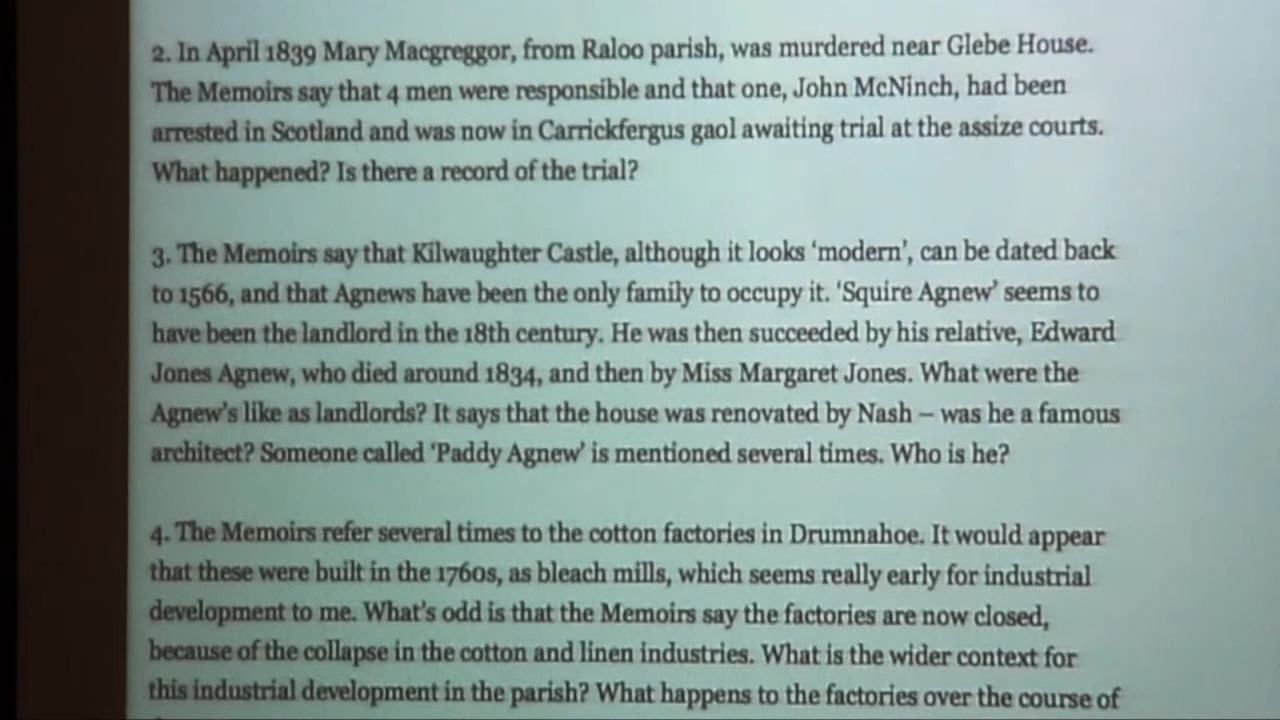 2. In April 1839 Mary Macgreggor, from Raloo parish, was murdered near Glebe House.
The Memoirs say that 4 men were responsible and that one, John McNinch, had been
arrested in Scotland and was now in Carrickfergus gaol awaiting trial at the assize courts.
What happened? Is there a record of the trial?
3. The Memoirs say that Kilwaughter Castle, although it looks ‘modern’, can be dated back
to 1566, and that Agnews have been the only family to occupy it. ‘Squire Agnew’ seems to
have been the landlord in the 18th century. He was then succeeded by his relative, Edward
Jones Agnew, who died around 1834, and then by Miss Margaret Jones. What were the
Agnew’s like as landlords? It says that the house was renovated by Nash – was he a famous
architect? Someone called ‘Paddy Agnew’ is mentioned several times. Who is he?
4. The Memoirs refer several times to the cotton factories in Drumnahoe. It would appear
that these were built in the 1760s, as bleach mills, which seems really early for industrial
development to me. What’s odd is that the Memoirs say the factories are now closed,
because of the collapse in the cotton and linen industries. What is the wider context for
this industrial development in the parish? What happens to the factories over the course of